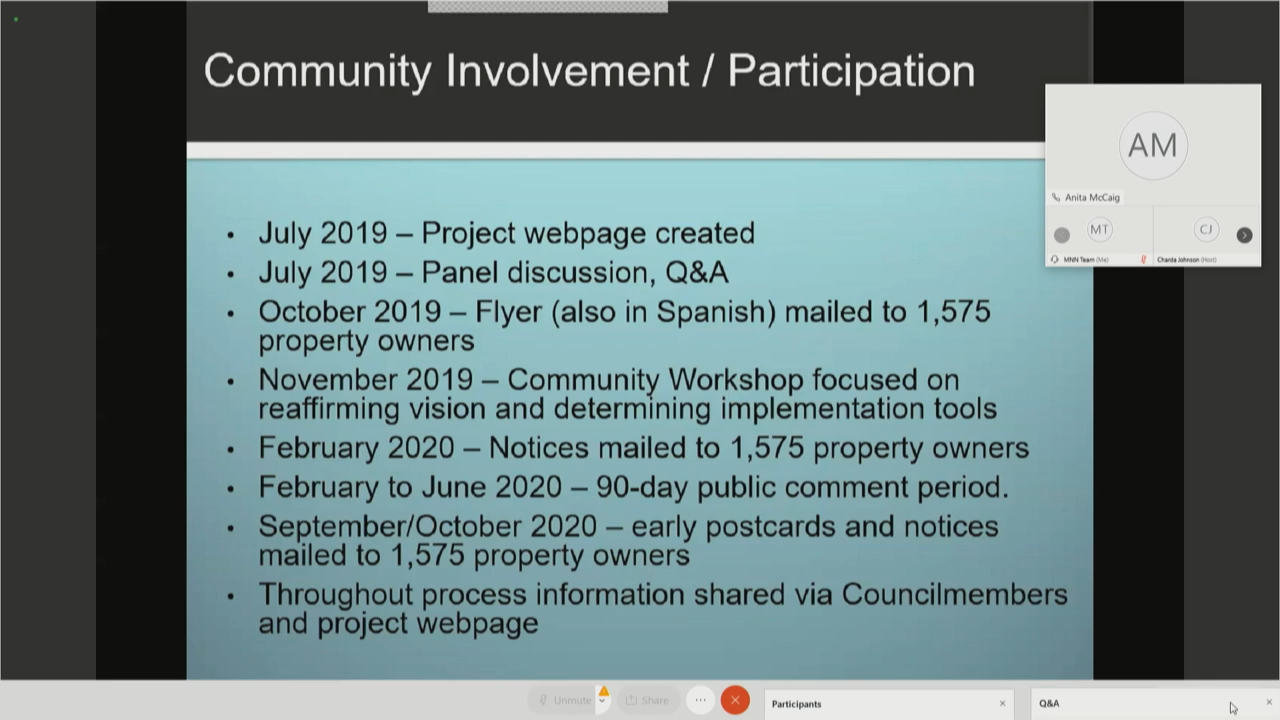 Community Involvement / Participation
AM
Anita McCaig
MT
CJ
MNN Team (Me)
Charda Johnson (Host)
• July 2019 – Project webpage created
• July 2019 – Panel discussion, Q&A
• October 2019 – Flyer (also in Spanish) mailed to 1,575
property owners
• November 2019 – Community Workshop focused on
reaffirming vision and determining implementation tools
• February 2020 – Notices mailed to 1,575 property owners
• February to June 2020 – 90-day public comment period.
• September/October 2020 – early postcards and notices
mailed to 1,575 property owners
• Throughout process information shared via Councilmembers
and project webpage
Unmute
Share
Participants
Q&A